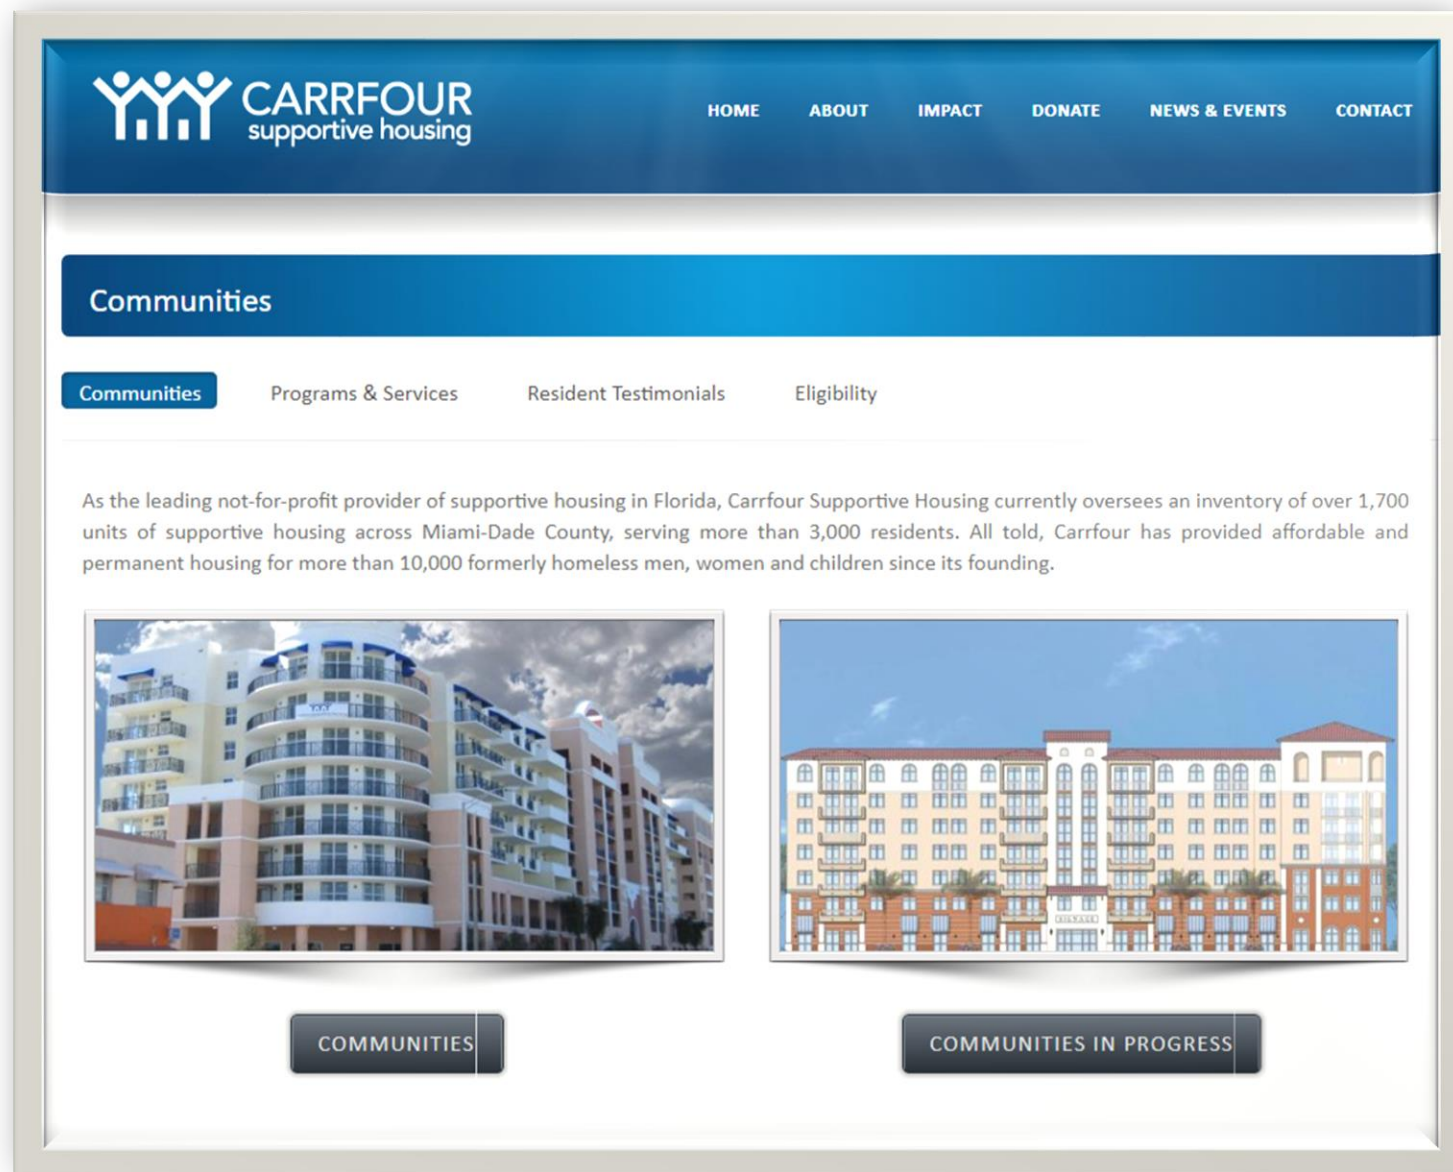 CARRFOUR
supportive housing
HOME ABOUT IMPACT DONATE NEWS & EVENTS CONTACT
Communities
Communities Programs & Services Resident Testimonials Eligibility
As the leading not-for-profit provider of supportive housing in Florida, Carrfour Supportive Housing currently oversees an inventory of over 1,700
units of supportive housing across Miami-Dade County, serving more than 3,000 residents. All told, Carrfour has provided affordable and
permanent housing for more than 10,000 formerly homeless men, women and children since its founding.
SIGNAGE
COMMUNITIES COMMUNITIES IN PROGRESS